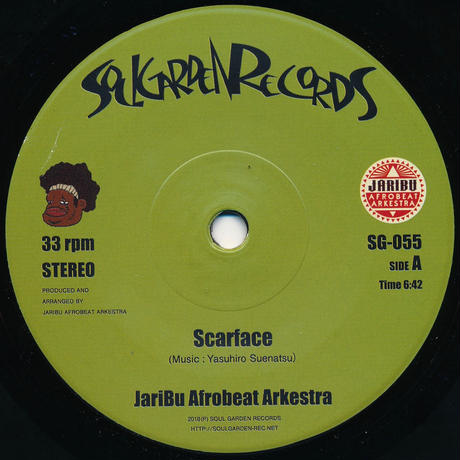 SOULGARDEN RECORDS
JARIBU
AFROBEAT
ARKESTRA
33 rpm
STEREO
SG-055
SIDE A
Time 6:42
PRODUCED AND
ARRANGED BY
JARIBU AFROBEAT ARKESTRA
Scarface
(Music : Yasuhiro Suenatsu)
JariBu Afrobeat Arkestra
2018(P) SOUL GARDEN RECORDS.
HTTP://SOULGARDEN-REC.NET